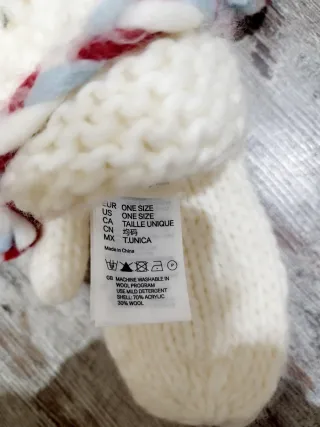 EUR ONE SIZE
US ONE SIZE
CA TAILLE UNIQUE
CN 均码
MX T.UNICA
Made in China
GB MACHINE WASHABLE IN
WOOL PROGRAM
USE MILD DETERGENT
SHELL: 70% ACRYLIC
30% WOOL